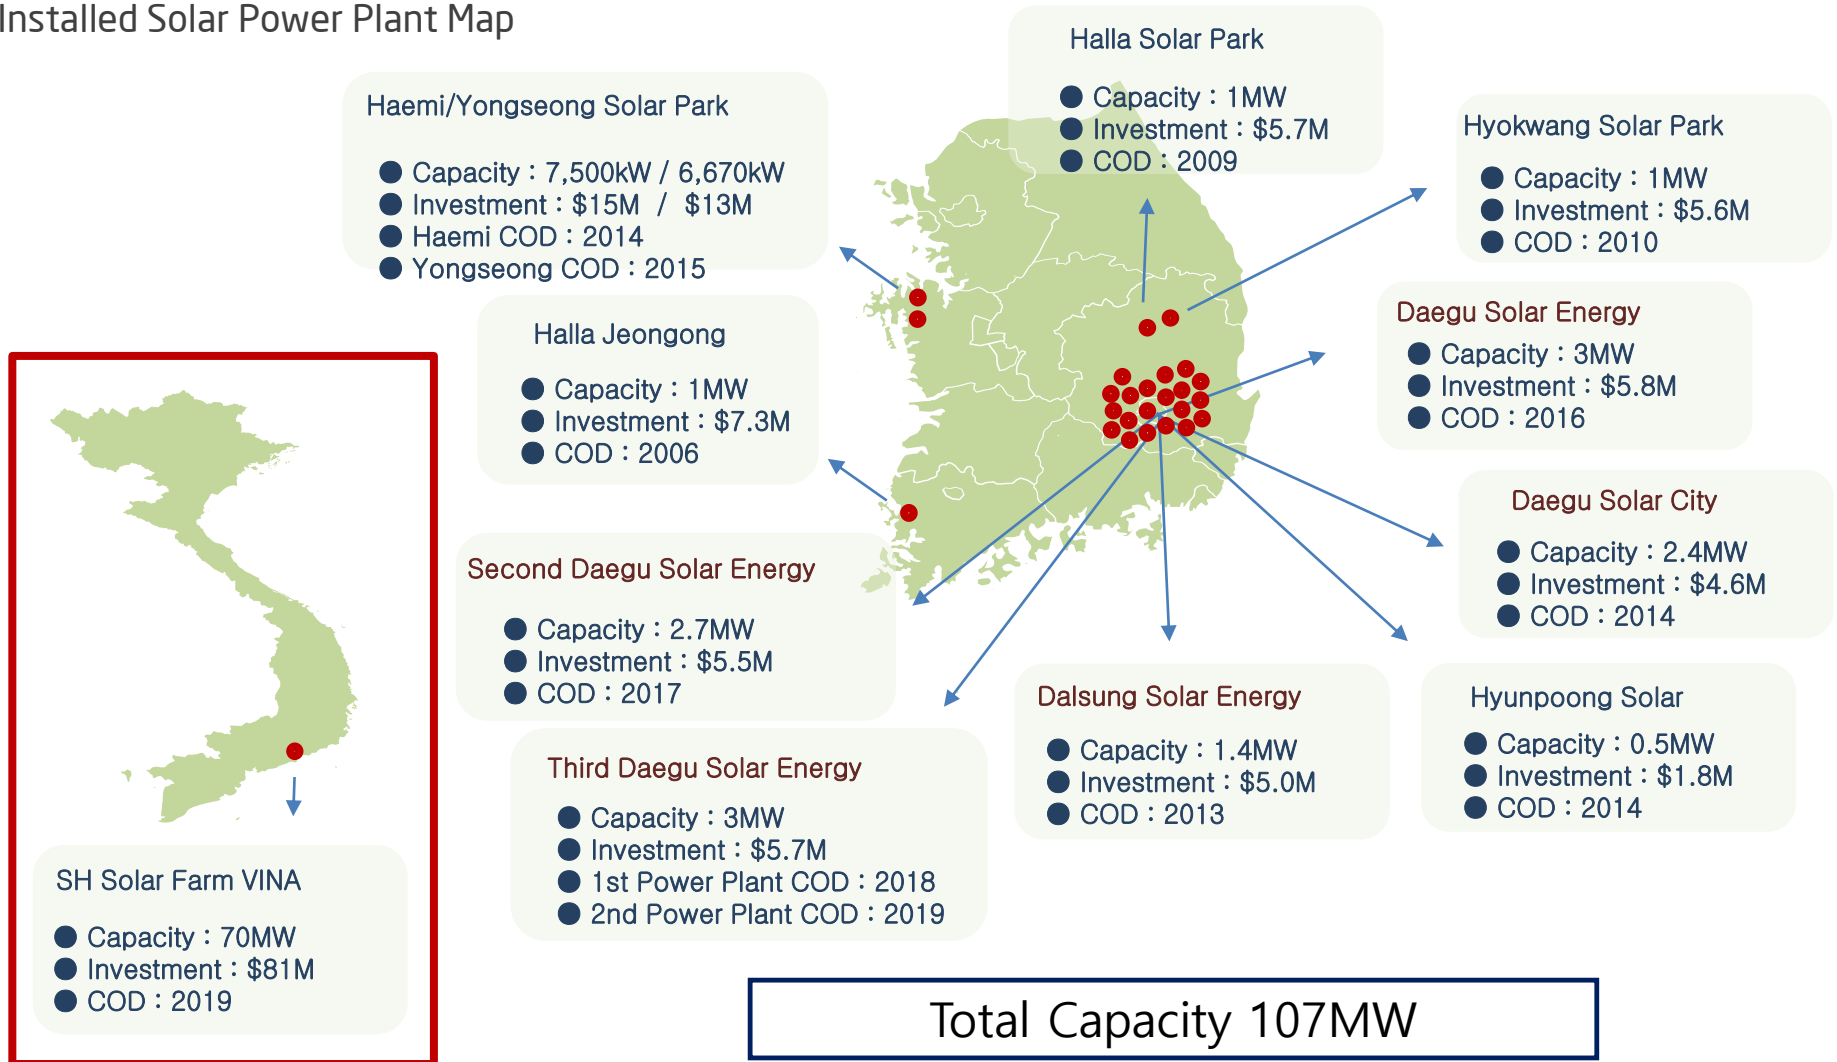 Installed Solar Power Plant Map
Halla Solar Park
● Capacity : 1MW
● Investment : $5.7M
● COD : 2009
Haemi/Yongseong Solar Park
● Capacity : 7,500kW / 6,670kW
● Investment : $15M / $13M
● Haemi COD : 2014
● Yongseong COD : 2015
Hyokwang Solar Park
● Capacity : 1MW
● Investment : $5.6M
● COD : 2010
Halla Jeongong
● Capacity : 1MW
● Investment : $7.3M
● COD : 2006
Daegu Solar Energy
● Capacity : 3MW
● Investment : $5.8M
● COD : 2016
Daegu Solar City
● Capacity : 2.4MW
● Investment : $4.6M
● COD : 2014
Second Daegu Solar Energy
● Capacity : 2.7MW
● Investment : $5.5M
● COD : 2017
Dalsung Solar Energy
● Capacity : 1.4MW
● Investment : $5.0M
● COD : 2013
Hyunpoong Solar
● Capacity : 0.5MW
● Investment : $1.8M
● COD : 2014
Third Daegu Solar Energy
● Capacity : 3MW
● Investment : $5.7M
● 1st Power Plant COD : 2018
● 2nd Power Plant COD : 2019
SH Solar Farm VINA
● Capacity : 70MW
● Investment : $81M
● COD : 2019
Total Capacity 107MW